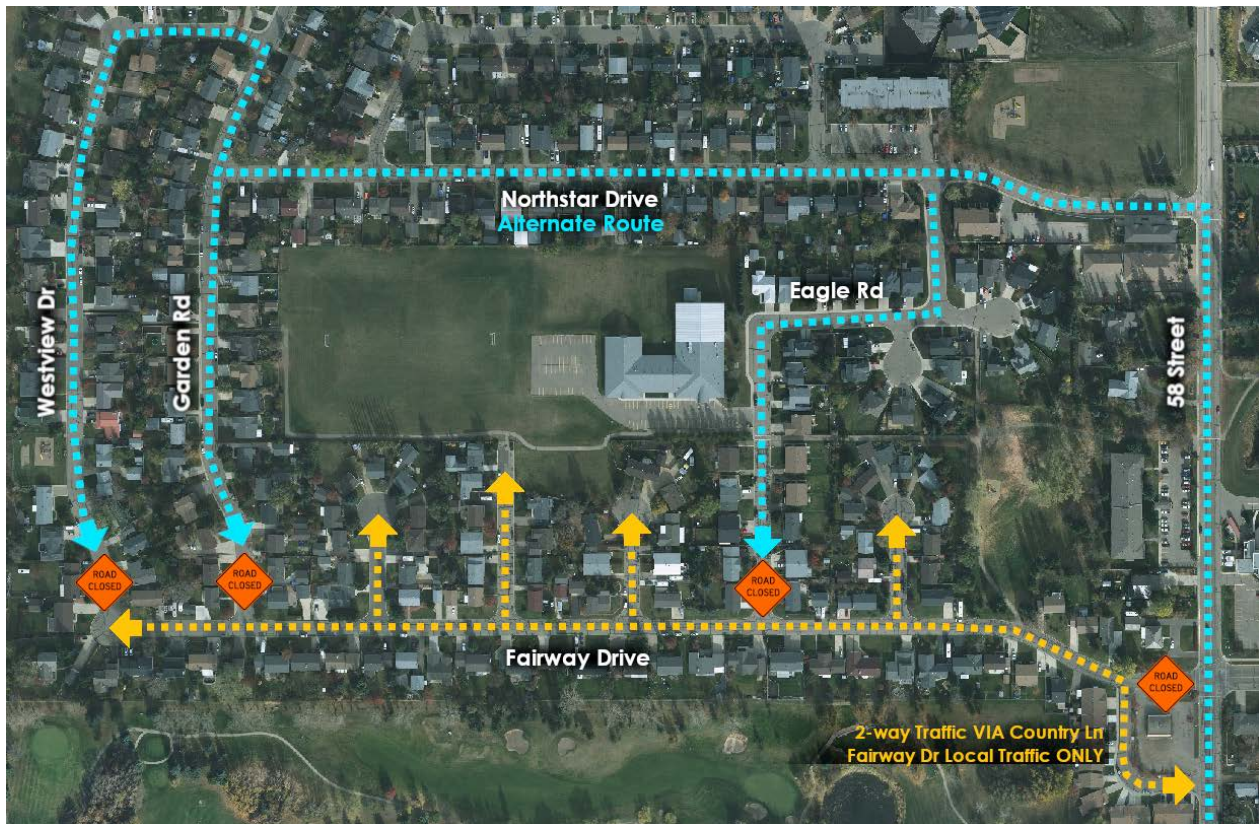 Northstar Drive
Alternate Route
Eagle Rd
Westview Dr
Garden Rd
58 Street
ROAD
CLOSED
ROAD
CLOSED
ROAD
CLOSED
Fairway Drive
ROAD
CLOSED
2-way Traffic VIA Country Ln
Fairway Dr Local Traffic ONLY